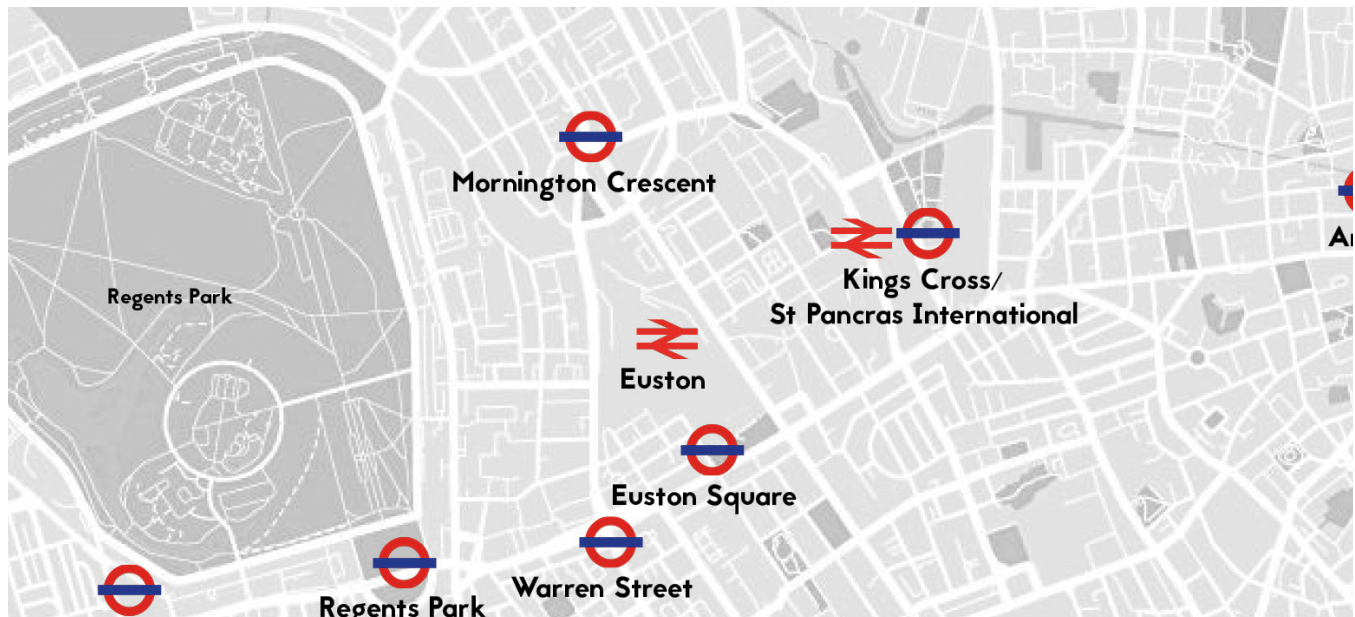 Mornington Crescent
Kings Cross/
St Pancras International
Regents Park
Euston
Euston Square
Warren Street
Regents Park